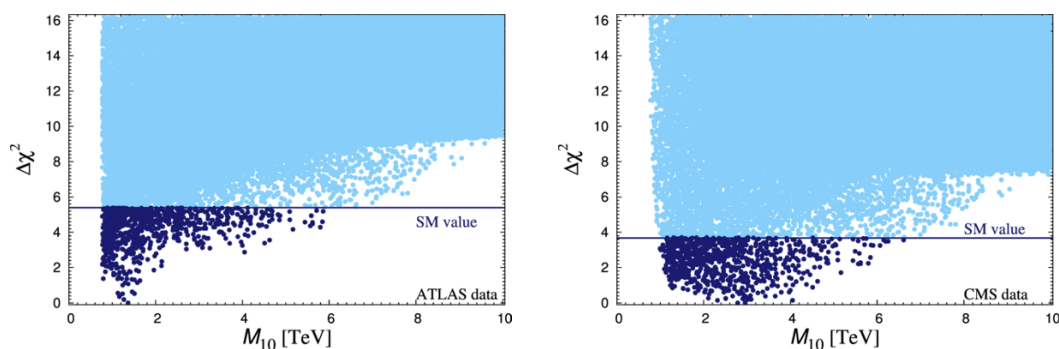 16
14
12
10
8
6
4
2
0
Δχ²
SM value
ATLAS data
0 2 4 6 8 10
M₁₀ [TeV]
16
14
12
10
8
6
4
2
0
Δχ²
SM value
CMS data
0 2 4 6 8 10
M₁₀ [TeV]